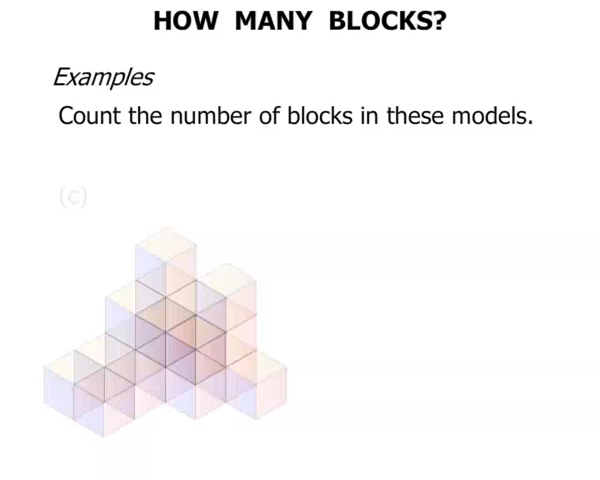 HOW MANY BLOCKS?
Examples
Count the number of blocks in these models.
(c)